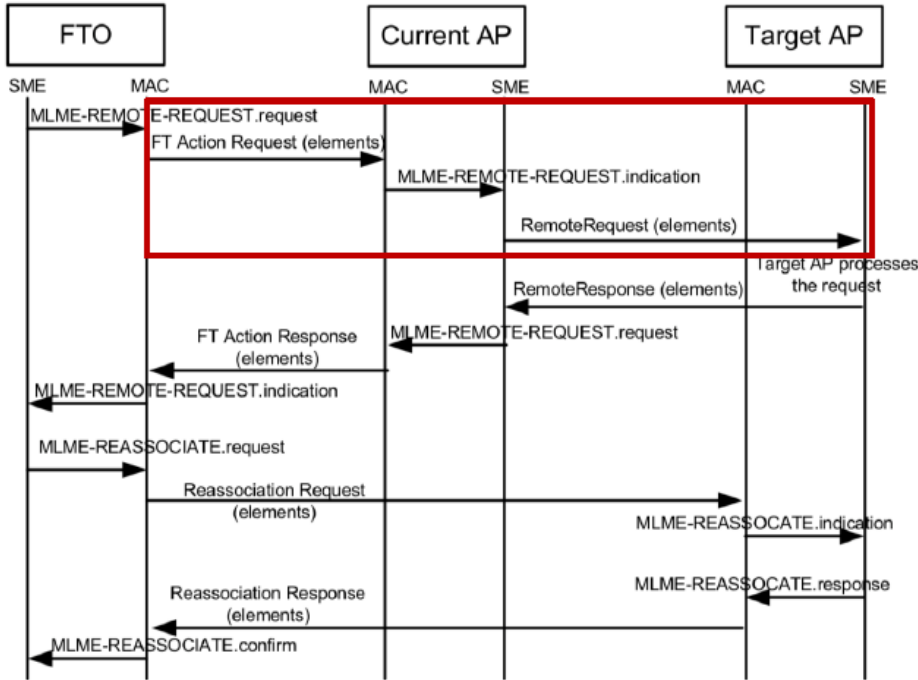 FTO
Current AP
Target AP
SME
MAC
MAC
SME
MAC
SME
MLME-REMOTE-REQUEST.request
FT Action Request (elements)
MLME-REMOTE-REQUEST.indication
RemoteRequest (elements)
Target AP processes
the request
RemoteResponse (elements)
MLME-REMOTE-REQUEST.request
FT Action Response
(elements)
MLME-REMOTE-REQUEST.indication
MLME-REASSOCIATE.request
Reassociation Request
(elements)
MLME-REASSOCATE.indication
MLME-REASSOCATE.response
Reassociation Response
(elements)
MLME-REASSOCIATE.confirm